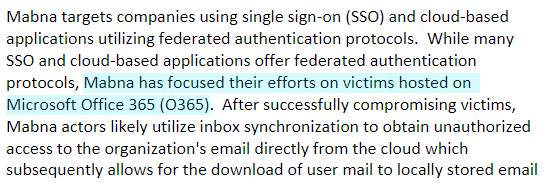 Mabna targets companies using single sign-on (SSO) and cloud-based
applications utilizing federated authentication protocols.  While many
SSO and cloud-based applications offer federated authentication
protocols, Mabna has focused their efforts on victims hosted on
Microsoft Office 365 (O365).  After successfully compromising victims,
Mabna actors likely utilize inbox synchronization to obtain unauthorized
access to the organization's email directly from the cloud which
subsequently allows for the download of user mail to locally stored email